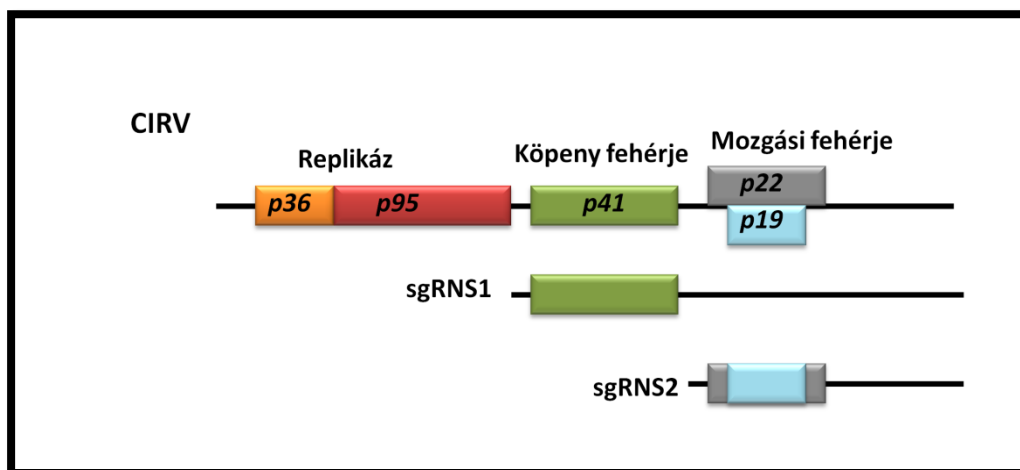 CIRV
Replikáz
Köpeny fehérje
Mozgási fehérje
p36
p95
p41
p22
p19
sgRNS1
sgRNS2